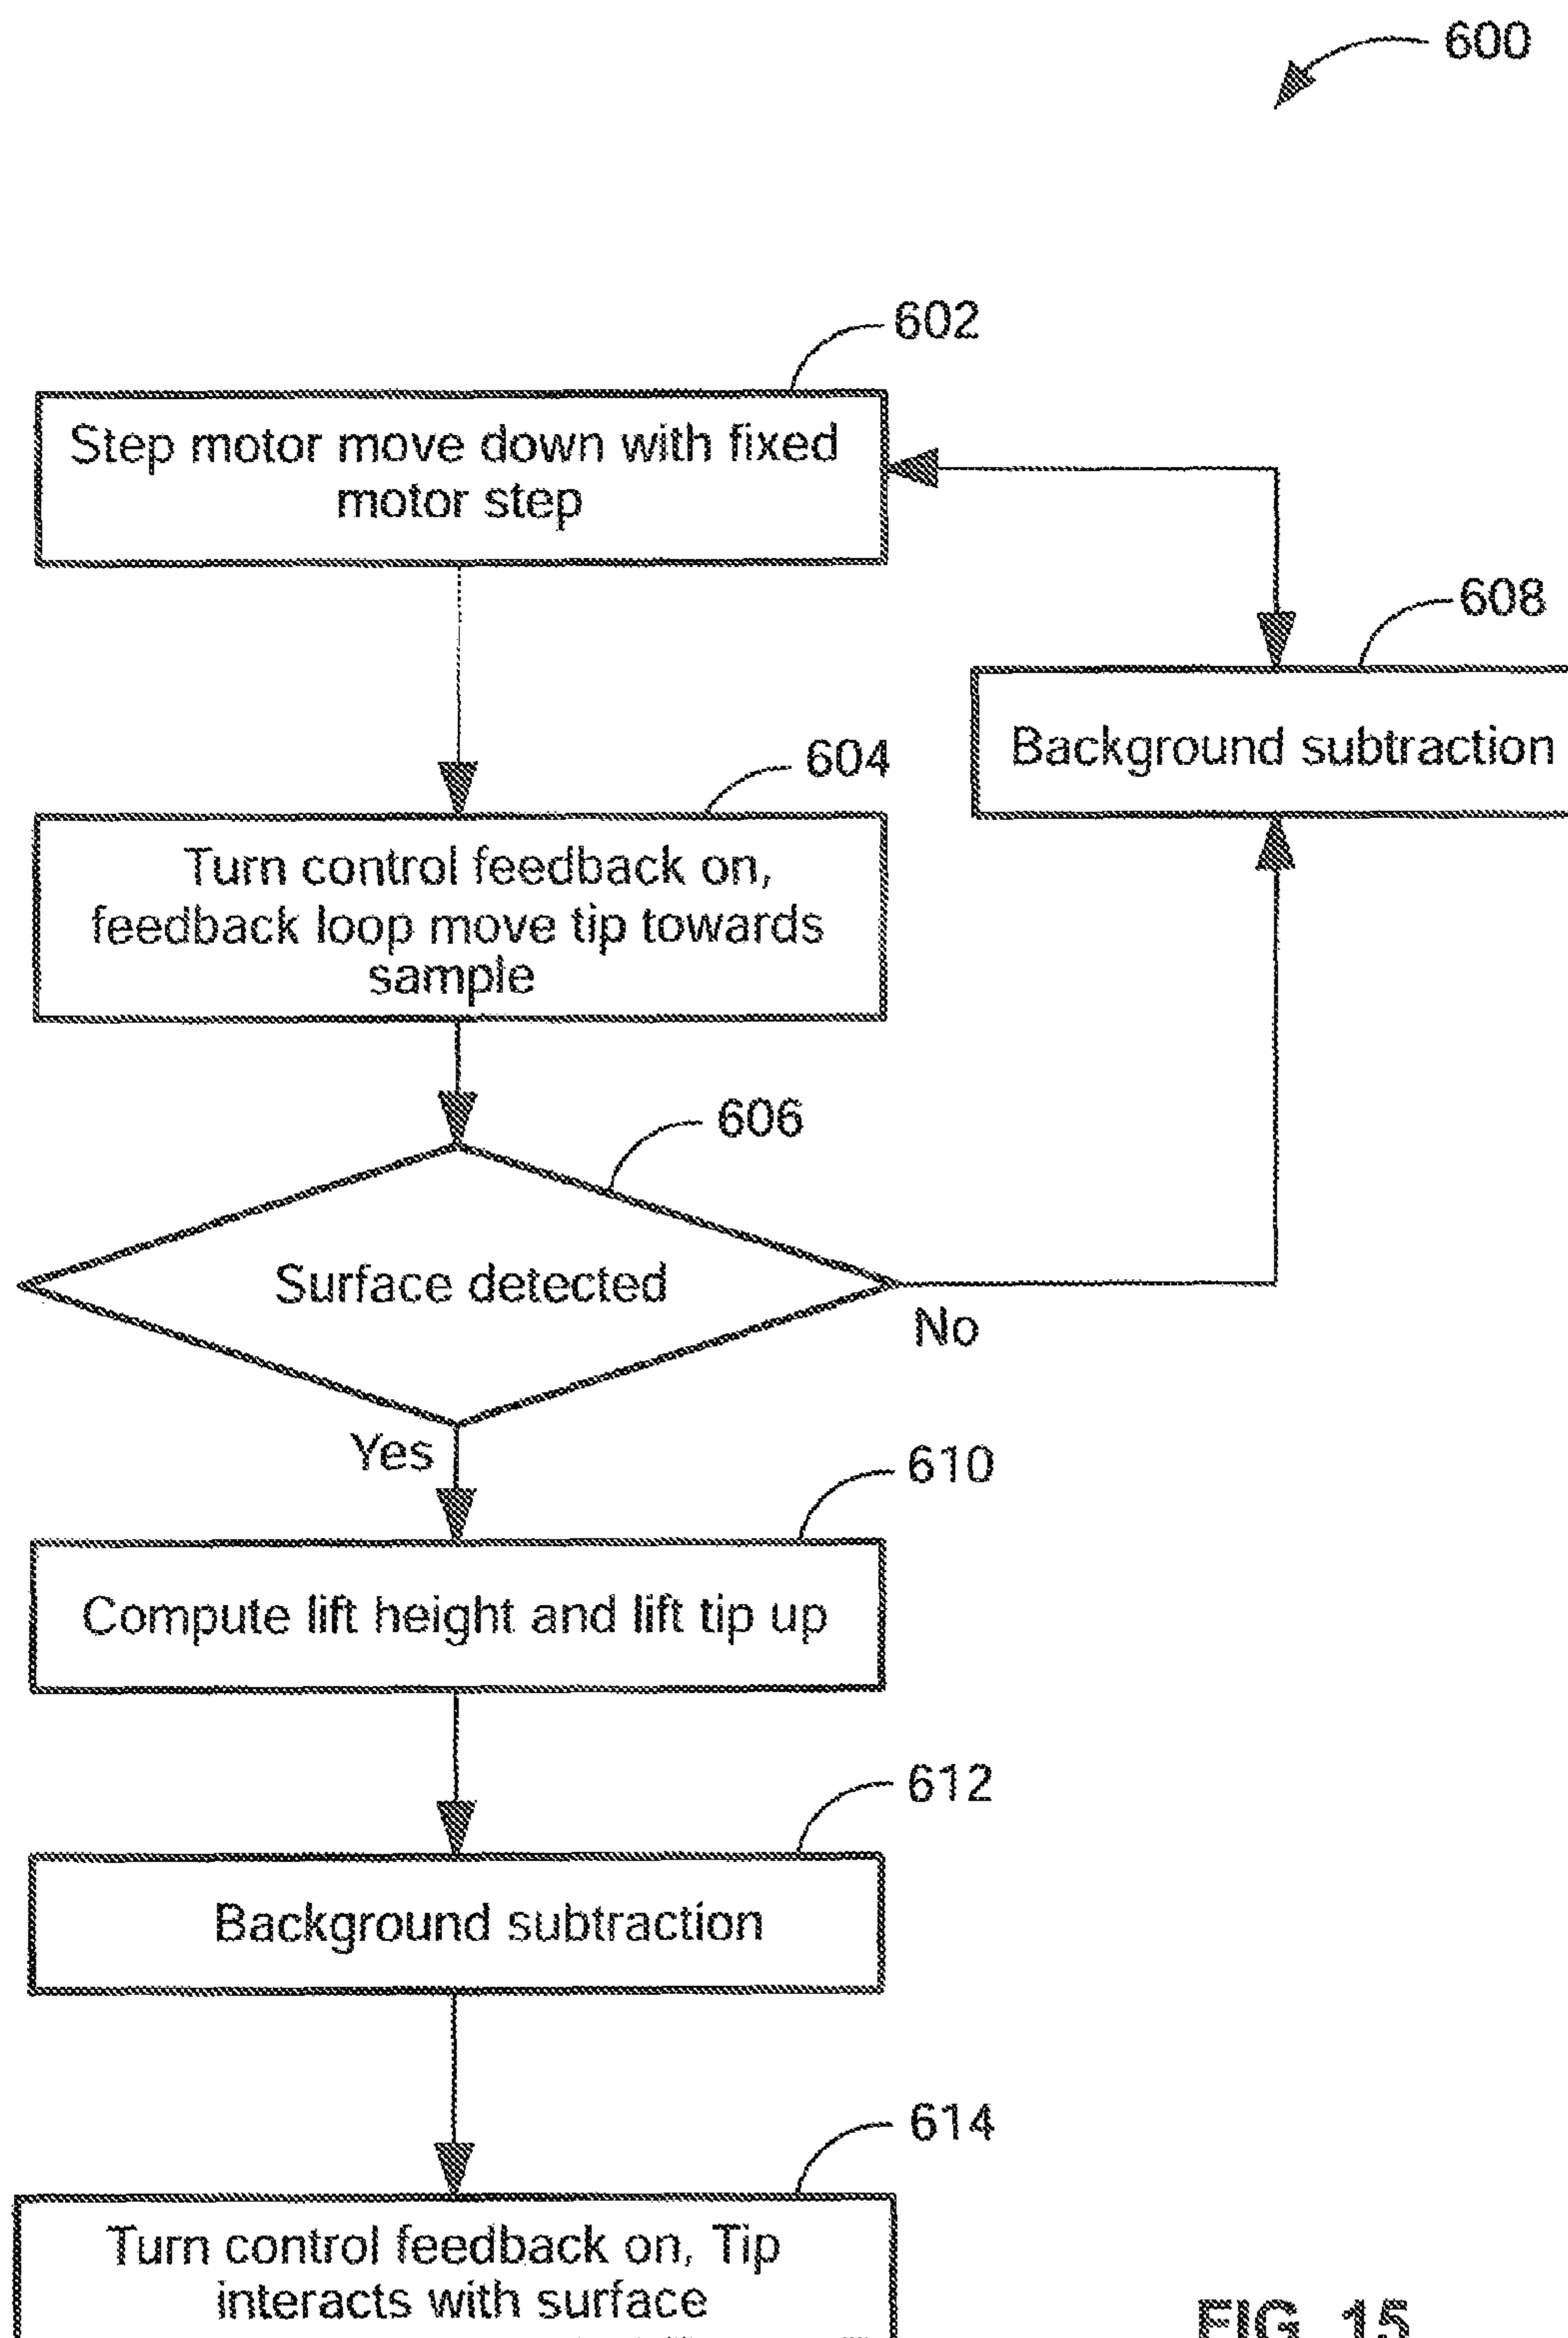 600
602
Step motor move down with fixed
motor step
608
Background subtraction
604
Turn control feedback on,
feedback loop move tip towards
sample
606
Surface detected
No
Yes
610
Compute lift height and lift tip up
612
Background subtraction
614
Turn control feedback on, Tip
interacts with surface
FIG. 15